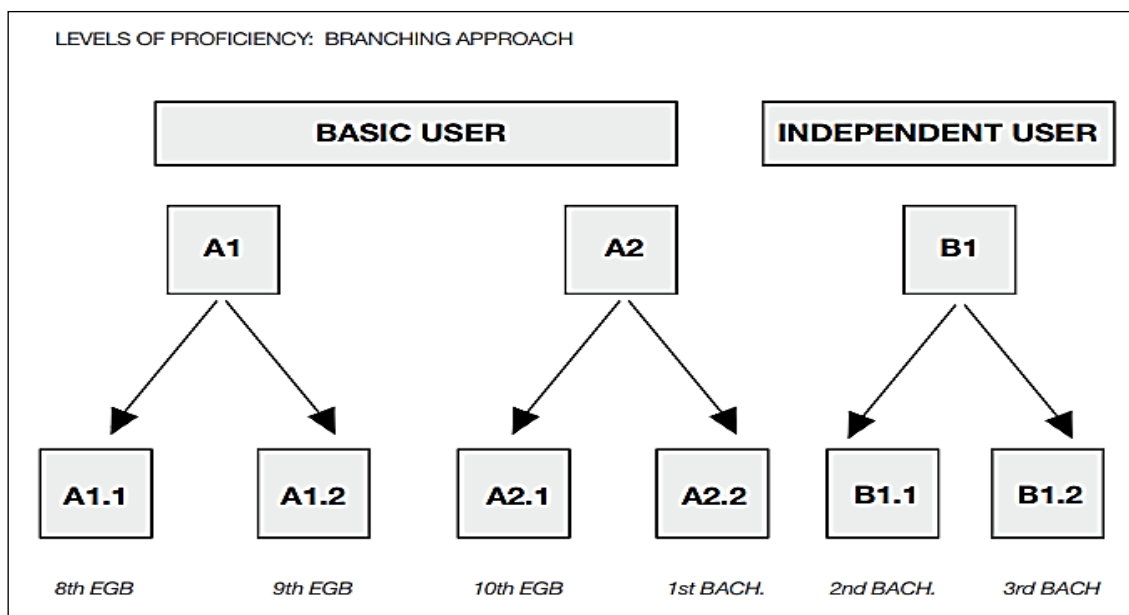 LEVELS OF PROFICIENCY: BRANCHING APPROACH
BASIC USER
INDEPENDENT USER
A1
A2
B1
A1.1
A1.2
A2.1
A2.2
B1.1
B1.2
8th EGB
9th EGB
10th EGB
1st BACH.
2nd BACH.
3rd BACH